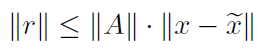 ‖r‖ ≤ ‖A‖ · ‖x − x̃‖